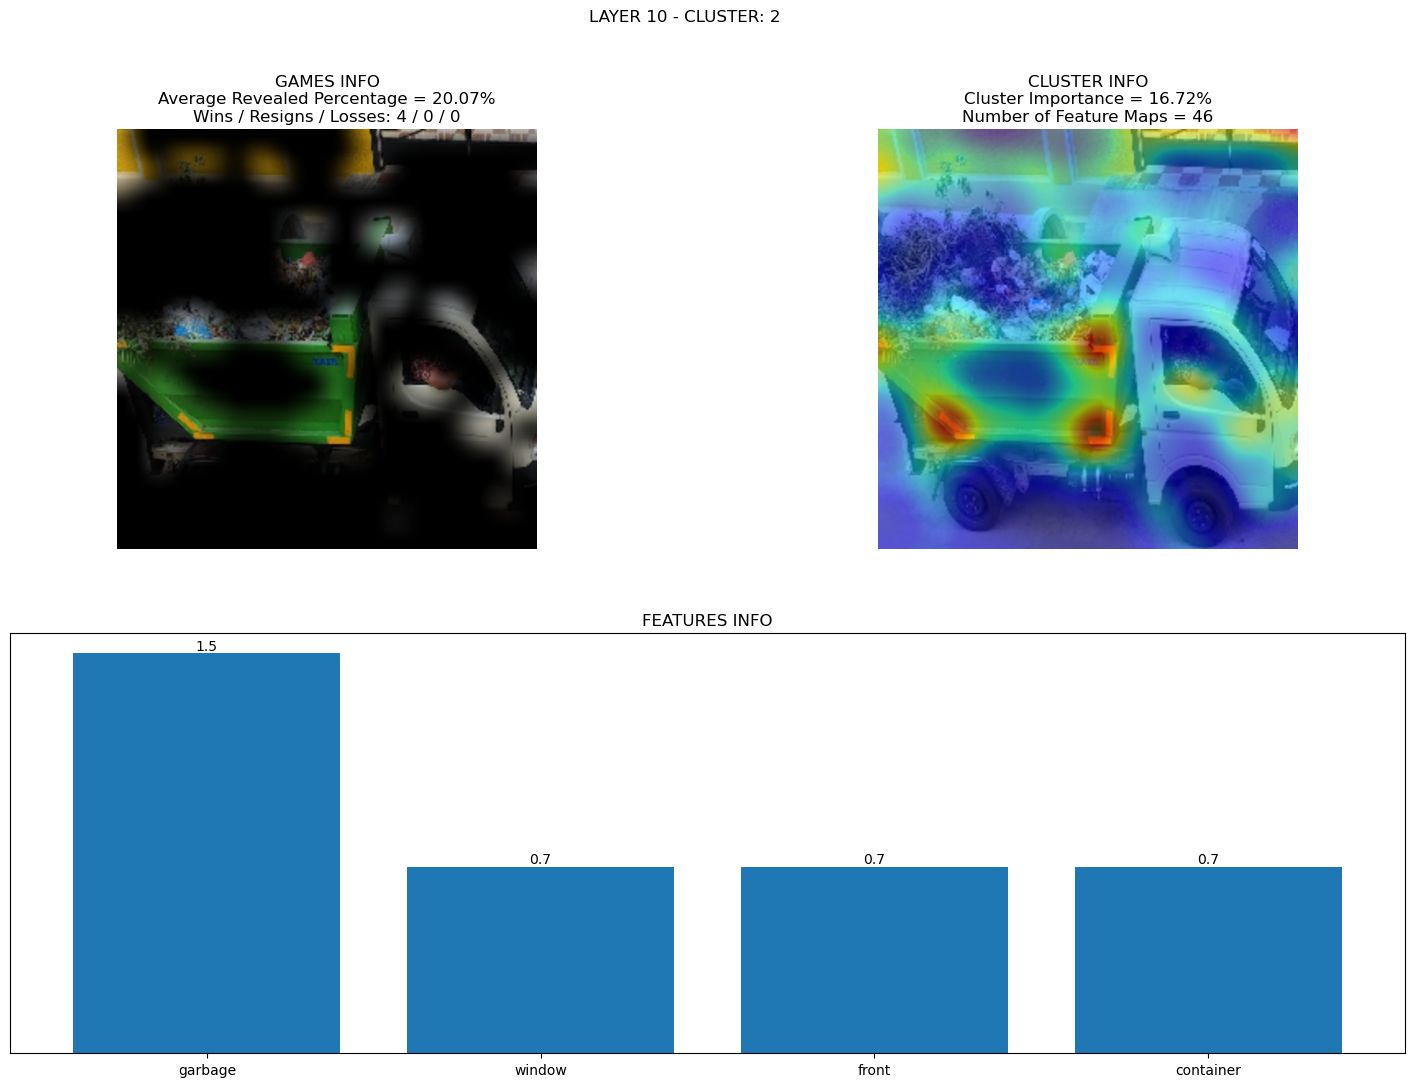 LAYER 10 - CLUSTER: 2
GAMES INFO
Average Revealed Percentage = 20.07%
Wins / Resigns / Losses: 4 / 0 / 0
CLUSTER INFO
Cluster Importance = 16.72%
Number of Feature Maps = 46
FEATURES INFO
1.5
0.7
0.7
0.7
garbage
window
front
container